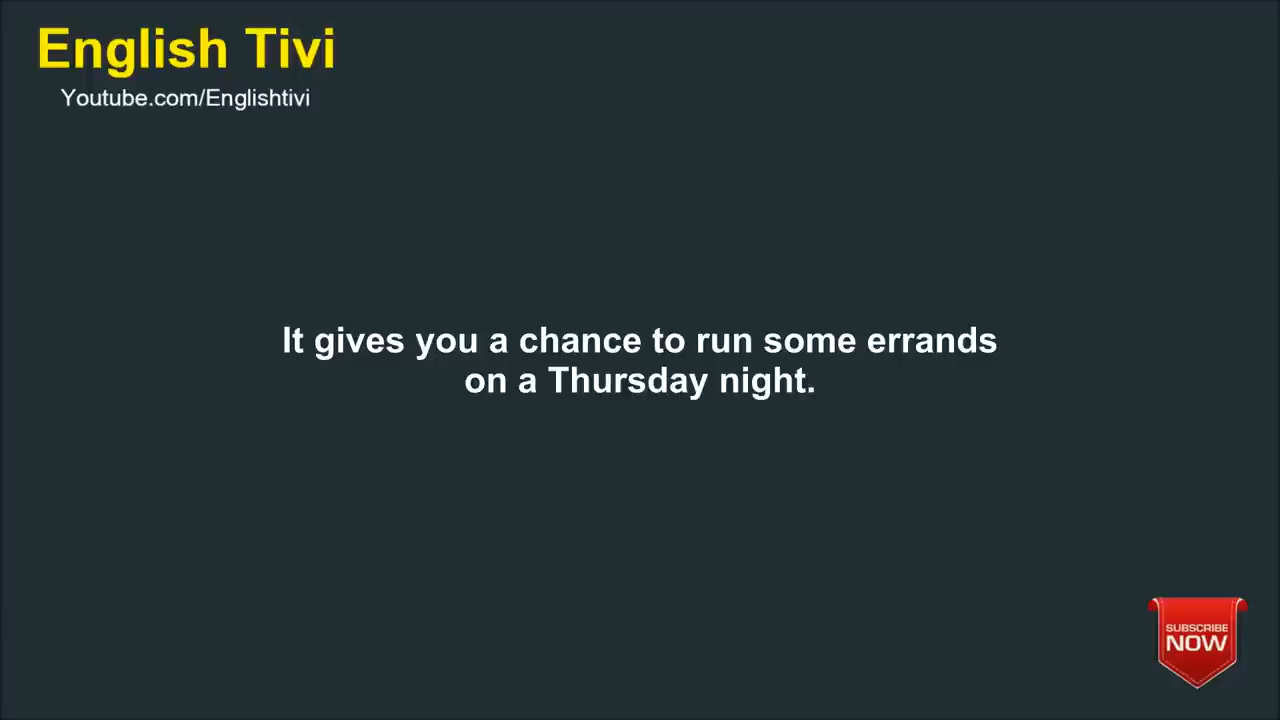 English Tivi
Youtube.com/Englishtivi
It gives you a chance to run some errands
on a Thursday night.
SUBSCRIBE
NOW